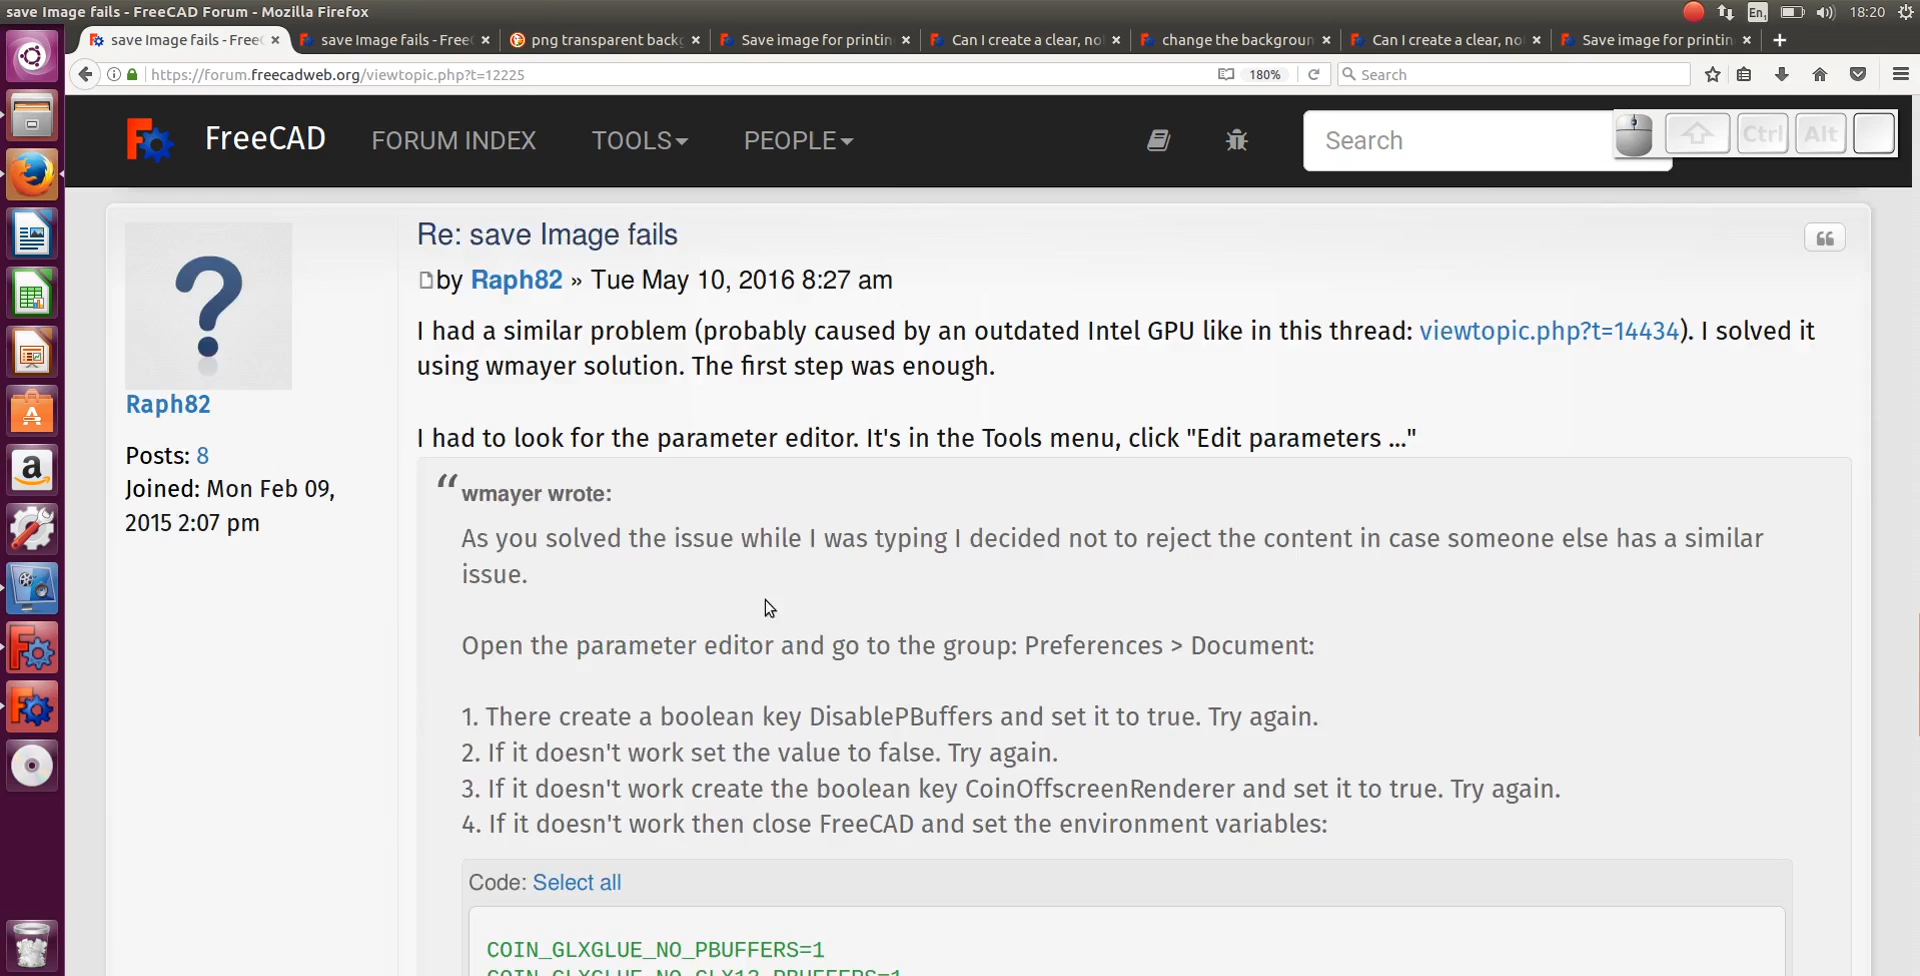 save Image fails - FreeCAD Forum - Mozilla Firefox
En1
18:20
save Image fails - FreeC
save Image fails - FreeC
png transparent back
Save image for printin
Can I create a clear, no
change the backgroun
Can I create a clear, no
Save image for printin
https://forum.freecadweb.org/viewtopic.php?t=12225
180%
Search
FreeCAD
FORUM INDEX
TOOLS
PEOPLE
Search
Ctrl
Alt
Re: save Image fails
by Raph82 » Tue May 10, 2016 8:27 am
I had a similar problem (probably caused by an outdated Intel GPU like in this thread: viewtopic.php?t=14434). I solved it
using wmayer solution. The first step was enough.
Raph82
I had to look for the parameter editor. It's in the Tools menu, click "Edit parameters ..."
Posts: 8
Joined: Mon Feb 09,
2015 2:07 pm
“ wmayer wrote:
As you solved the issue while I was typing I decided not to reject the content in case someone else has a similar
issue.
Open the parameter editor and go to the group: Preferences > Document:
1. There create a boolean key DisablePBuffers and set it to true. Try again.
2. If it doesn't work set the value to false. Try again.
3. If it doesn't work create the boolean key CoinOffscreenRenderer and set it to true. Try again.
4. If it doesn't work then close FreeCAD and set the environment variables:
Code: Select all
COIN_GLXGLUE_NO_PBUFFERS=1
COIN_GLXGLUE_NO_GLX13_PBUFFERS=1